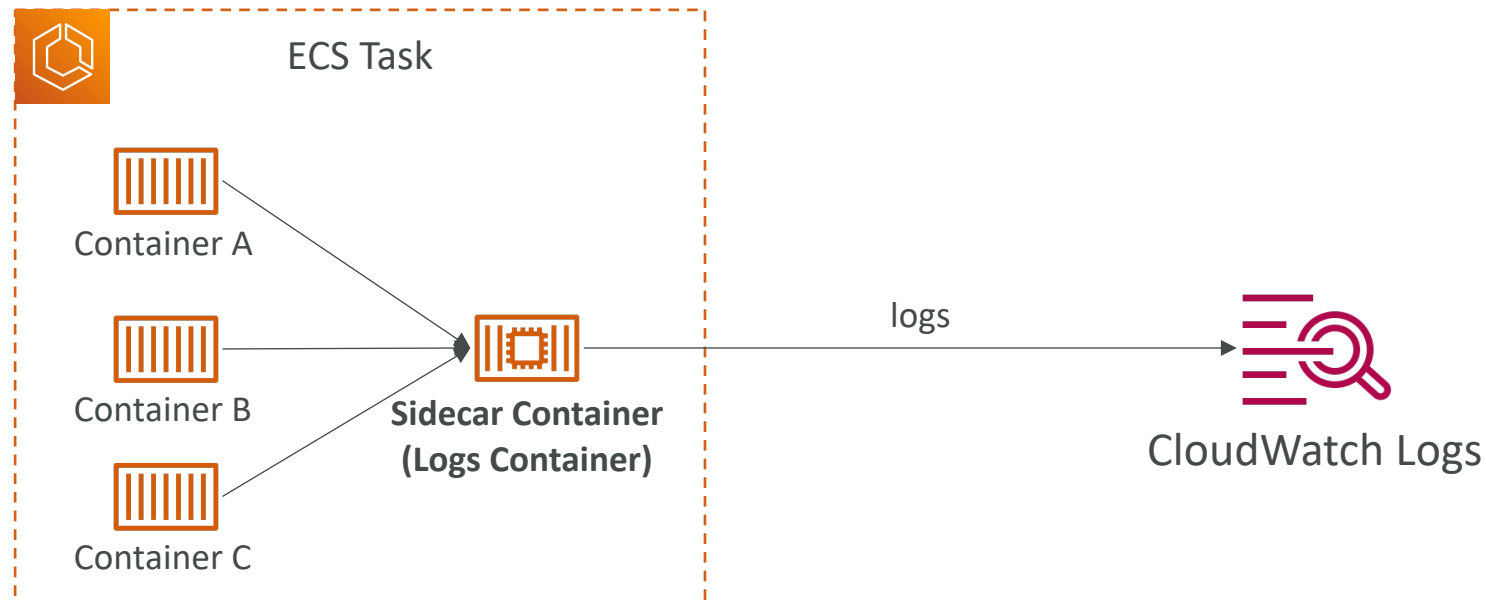 ECS Task
Container A
Container B
Container C
Sidecar Container
(Logs Container)
logs
CloudWatch Logs